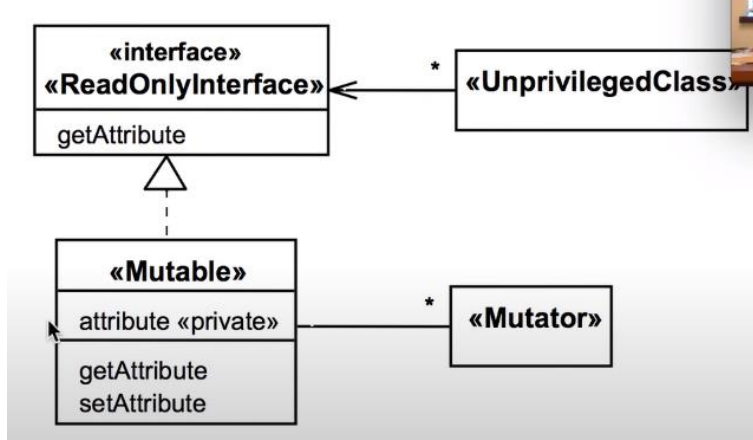 «interface»
«ReadOnlyInterface»
getAttribute
*
«UnprivilegedClass»
«Mutable»
attribute «private»
getAttribute
setAttribute
*
«Mutator»